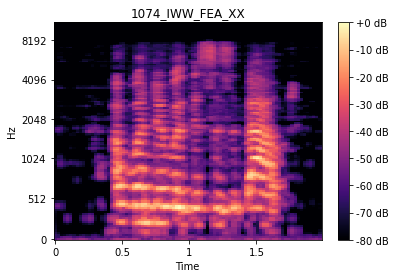 1074_IWW_FEA_XX
8192
4096
2048
1024
512
0
Hz
0
0.5
1
1.5
Time
+0 dB
-10 dB
-20 dB
-30 dB
-40 dB
-50 dB
-60 dB
-70 dB
-80 dB